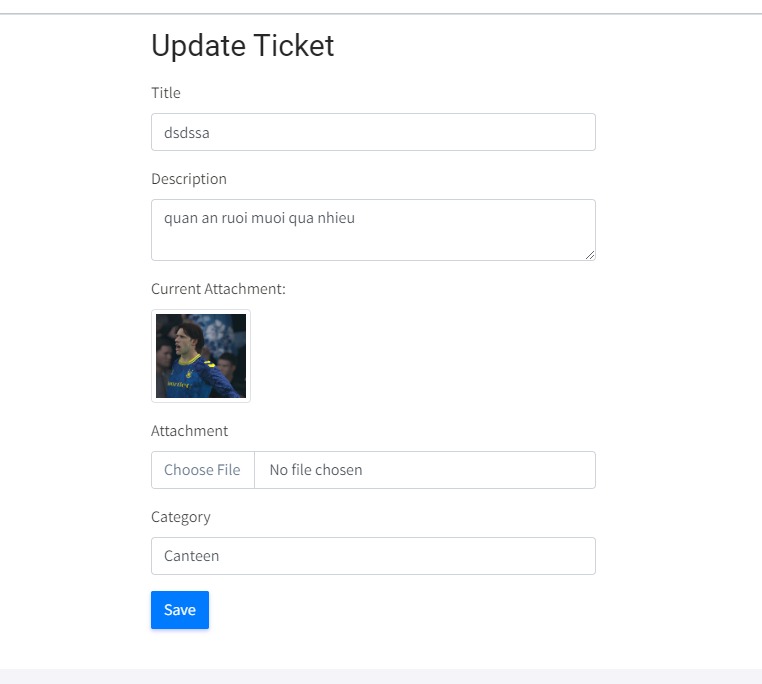 Update Ticket
Title
dsdssa
Description
quan an ruoi muoi qua nhieu
Current Attachment:
Attachment
Choose File No file chosen
Category
Canteen
Save